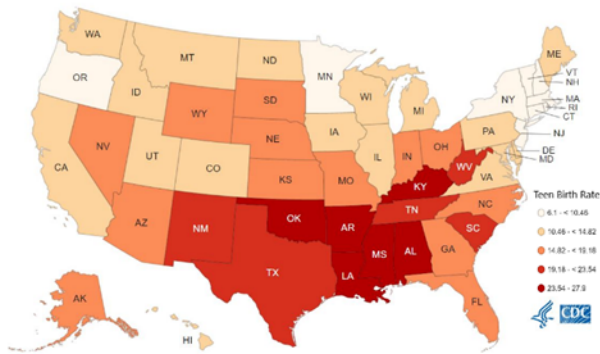 WA
MT
ND
MN
ME
OR
ID
WY
SD
WI
MI
NY
VT
NH
MA
RI
CT
NV
UT
CO
NE
IA
IL
IN
OH
PA
NJ
DE
MD
CA
KS
MO
KY
WV
VA
AZ
NM
OK
AR
TN
NC
SC
TX
LA
MS
AL
GA
FL
AK
HI
Teen Birth Rate
6.1 - < 10.46
10.46 - < 14.82
14.82 - < 19.18
19.18 - < 23.54
23.54 - 27.9
CDC